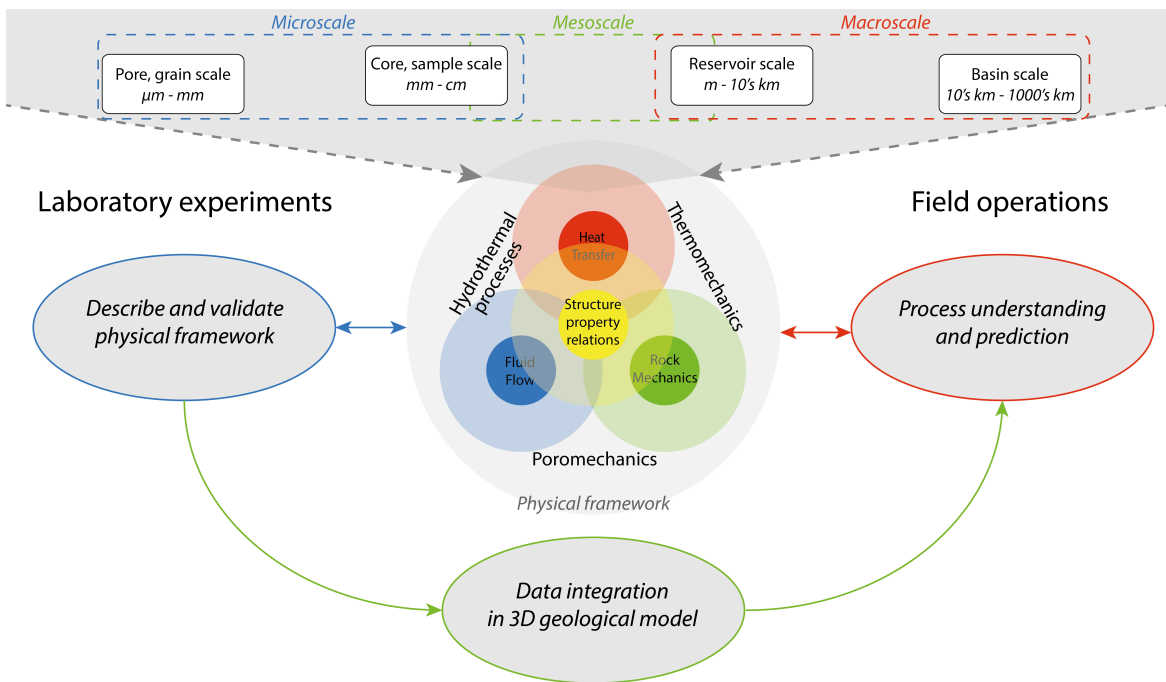 Microscale
Mesoscale
Macroscale
Pore, grain scale
µm - mm
Core, sample scale
mm - cm
Reservoir scale
m - 10's km
Basin scale
10's km - 1000's km
Laboratory experiments
Field operations
Hydrothermal
processes
Thermomechanics
Heat
Transfer
Structure
property
relations
Fluid
Flow
Rock
Mechanics
Poromechanics
Physical framework
Describe and validate
physical framework
Process understanding
and prediction
Data integration
in 3D geological model